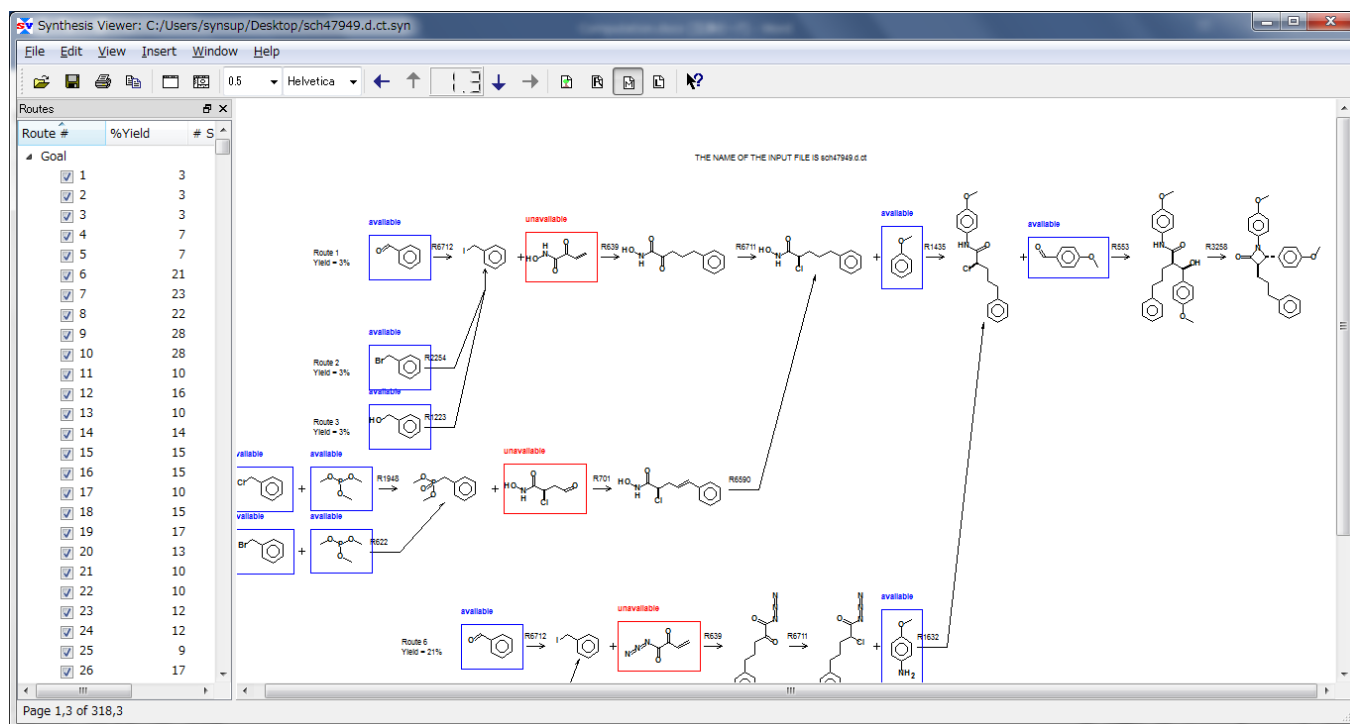 Synthesis Viewer: C:/Users/synsup/Desktop/sch47949.d.ct.syn
File Edit View Insert Window Help
0.5 Helvetica 1.3
Routes
Route # %Yield # S
Goal
1 3
2 3
3 3
4 7
5 7
6 21
7 23
8 22
9 28
10 28
11 10
12 16
13 10
14 14
15 15
16 15
17 10
18 15
19 17
20 13
21 10
22 10
23 12
24 12
25 9
26 17
THE NAME OF THE INPUT FILE IS sch47949.d.ct
available
unavailable
available
available
Route 1
Yield = 3%
R6712
R639
R6711
R1435
R553
R3258
available
Route 2
Yield = 3%
R2254
available
Route 3
Yield = 3%
R1223
available
available
unavailable
R1948
R701
R6590
available
available
R622
available
unavailable
available
Route 6
Yield = 21%
R6712
R639
R6711
R1632
Page 1,3 of 318,3